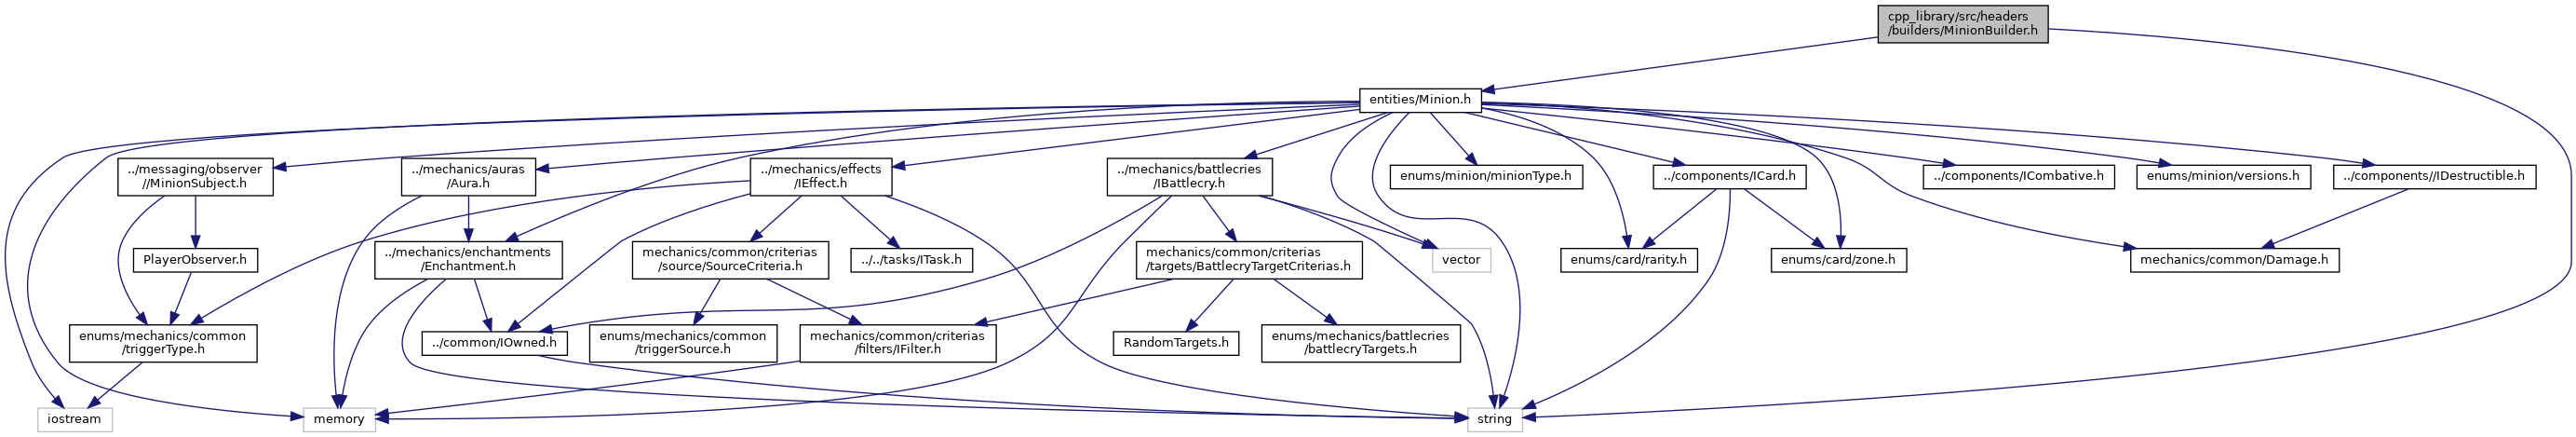 cpp_library/src/headers
/builders/MinionBuilder.h
entities/Minion.h
../messaging/observer
//MinionSubject.h
../mechanics/auras
/Aura.h
../mechanics/effects
/IEffect.h
../mechanics/battlecries
/IBattlecry.h
enums/minion/minionType.h
../components/ICard.h
../components/ICombative.h
enums/minion/versions.h
../components//IDestructible.h
PlayerObserver.h
../mechanics/enchantments
/Enchantment.h
mechanics/common/criterias
/source/SourceCriteria.h
../../tasks/ITask.h
mechanics/common/criterias
/targets/BattlecryTargetCriterias.h
vector
enums/card/rarity.h
enums/card/zone.h
mechanics/common/Damage.h
enums/mechanics/common
/triggerType.h
../common/IOwned.h
enums/mechanics/common
/triggerSource.h
mechanics/common/criterias
/filters/IFilter.h
RandomTargets.h
enums/mechanics/battlecries
/battlecryTargets.h
iostream
memory
string